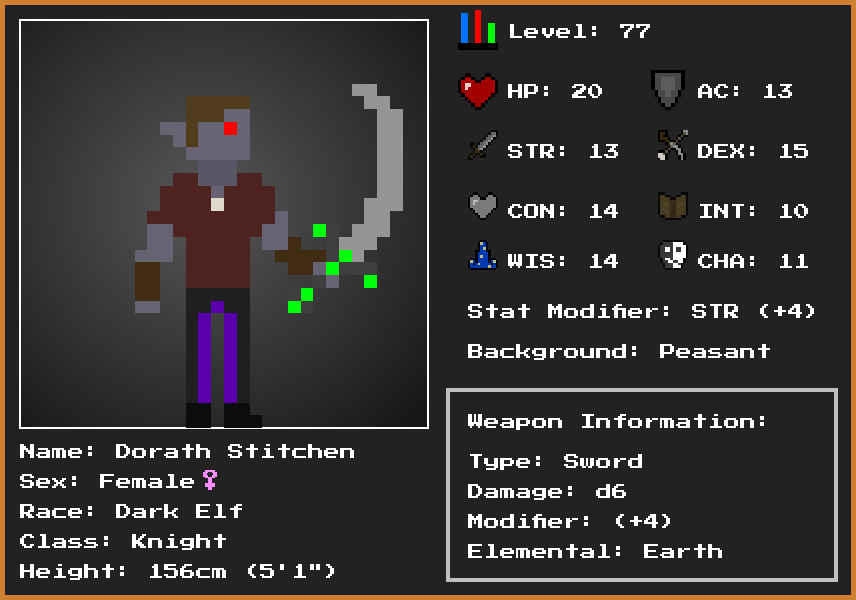 Level: 77
HP: 20
AC: 13
STR: 13
DEX: 15
CON: 14
INT: 10
WIS: 14
CHA: 11
Stat Modifier: STR (+4)
Background: Peasant
Name: Dorath Stitchen
Sex: Female♀
Race: Dark Elf
Class: Knight
Height: 156cm (5'1")
Weapon Information:
Type: Sword
Damage: d6
Modifier: (+4)
Elemental: Earth